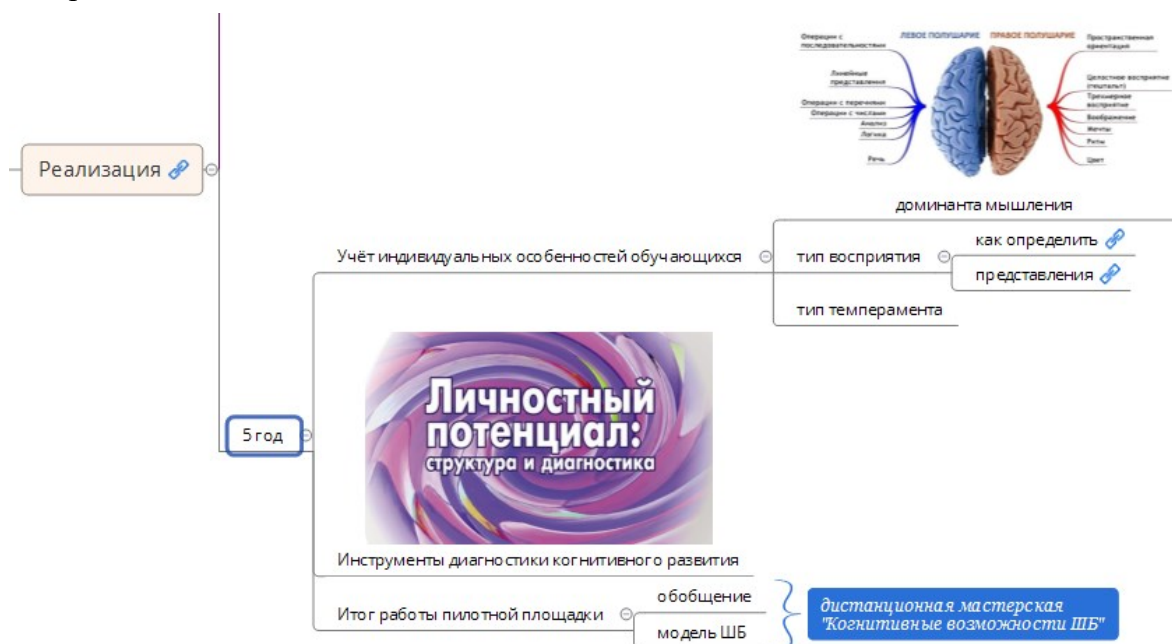 Операции с
последовательностями
Линейные
представления
Операции с перечнями
Операции с числами
Анализ
Логика
Речь
ЛЕВОЕ ПОЛУШАРИЕ
ПРАВОЕ ПОЛУШАРИЕ
Пространственная
ориентация
Целостное восприятие
(гештальт)
Трехмерное
восприятие
Воображение
Мечты
Ритм
Цвет
Реализация
доминанта мышления
Учёт индивидуальных особенностей обучающихся
тип восприятия
как определить
представления
тип темперамента
5 год
Личностный
потенциал:
структура и диагностика
Инструменты диагностики когнитивного развития
Итог работы пилотной площадки
обобщение
модель ШБ
дистанционная мастерская
"Когнитивные возможности ШБ"